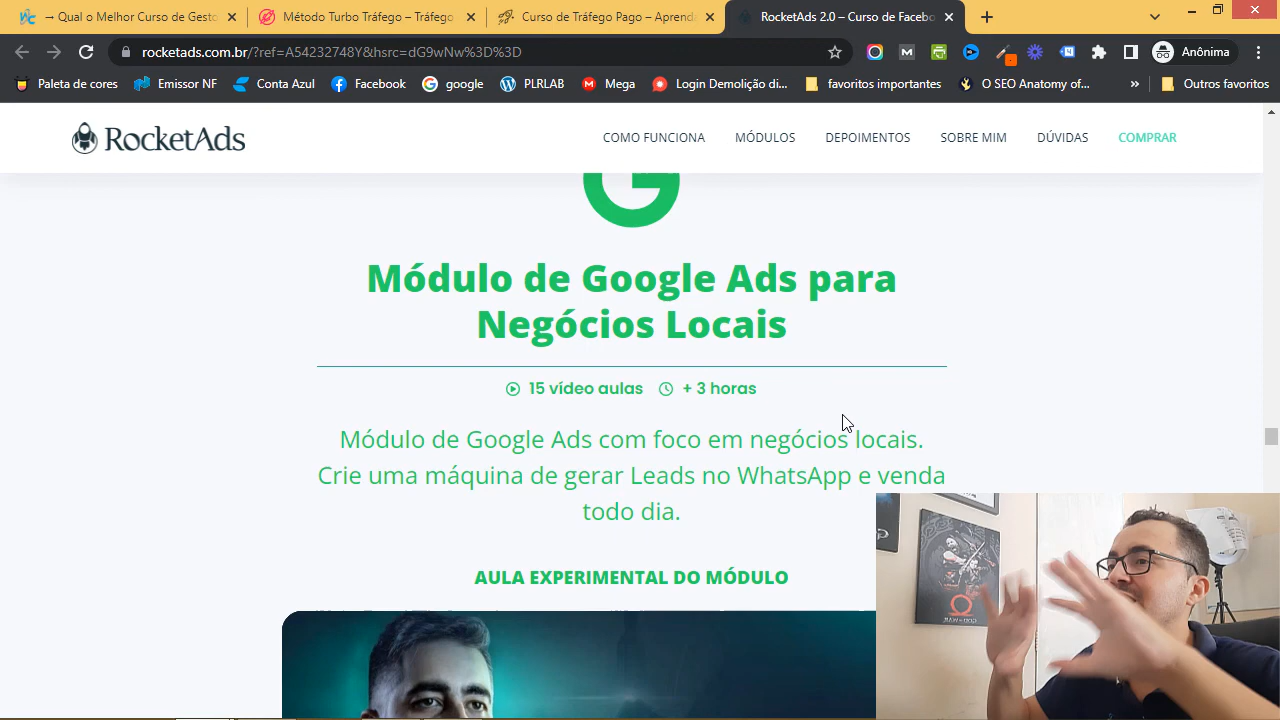 → Qual o Melhor Curso de Gesto
Método Turbo Tráfego – Tráfego
Curso de Tráfego Pago – Aprend
RocketAds 2.0 – Curso de Facebo
rocketads.com.br/?ref=A54232748Y&hsrc=dG9wNw%3D%3D
Anônima
Paleta de cores
Emissor NF
Conta Azul
Facebook
google
PLRLAB
Mega
Login Demolição di...
favoritos importantes
O SEO Anatomy of...
»
Outros favoritos
RocketAds
COMO FUNCIONA
MÓDULOS
DEPOIMENTOS
SOBRE MIM
DÚVIDAS
COMPRAR
Módulo de Google Ads para
Negócios Locais
15 vídeo aulas
+ 3 horas
Módulo de Google Ads com foco em negócios locais.
Crie uma máquina de gerar Leads no WhatsApp e venda
todo dia.
AULA EXPERIMENTAL DO MÓDULO